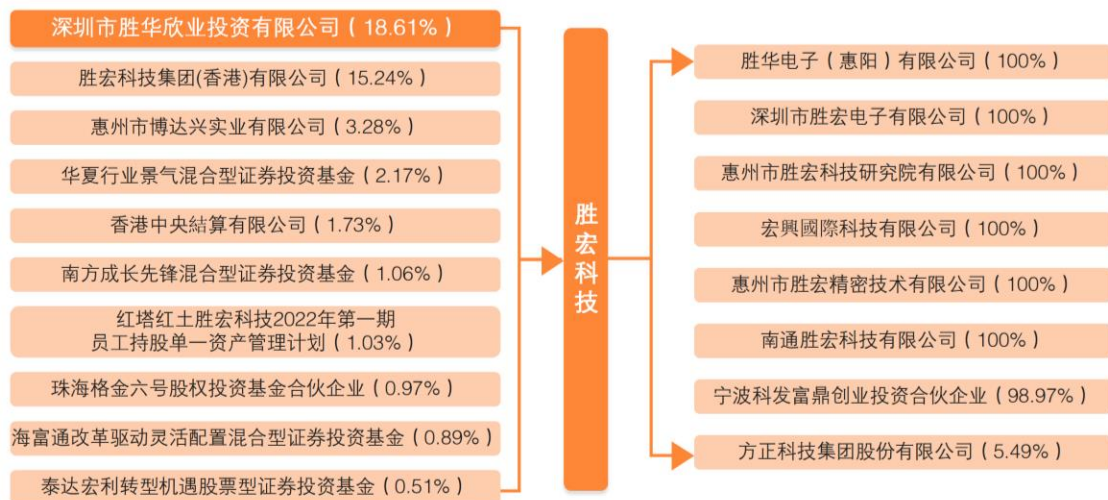 深圳市胜华欣业投资有限公司（18.61%）
胜宏科技集团(香港)有限公司（15.24%）
惠州市博达兴实业有限公司（3.28%）
华夏行业景气混合型证券投资基金（2.17%）
香港中央結算有限公司（1.73%）
南方成长先锋混合型证券投资基金（1.06%）
红塔红土胜宏科技2022年第一期
员工持股单一资产管理计划（1.03%）
珠海格金六号股权投资基金合伙企业（0.97%）
海富通改革驱动灵活配置混合型证券投资基金（0.89%）
泰达宏利转型机遇股票型证券投资基金（0.51%）
胜宏科技
胜华电子（惠阳）有限公司（100%）
深圳市胜宏电子有限公司（100%）
惠州市胜宏科技研究院有限公司（100%）
宏興國際科技有限公司（100%）
惠州市胜宏精密技术有限公司（100%）
南通胜宏科技有限公司（100%）
宁波科发富鼎创业投资合伙企业（98.97%）
方正科技集团股份有限公司（5.49%）